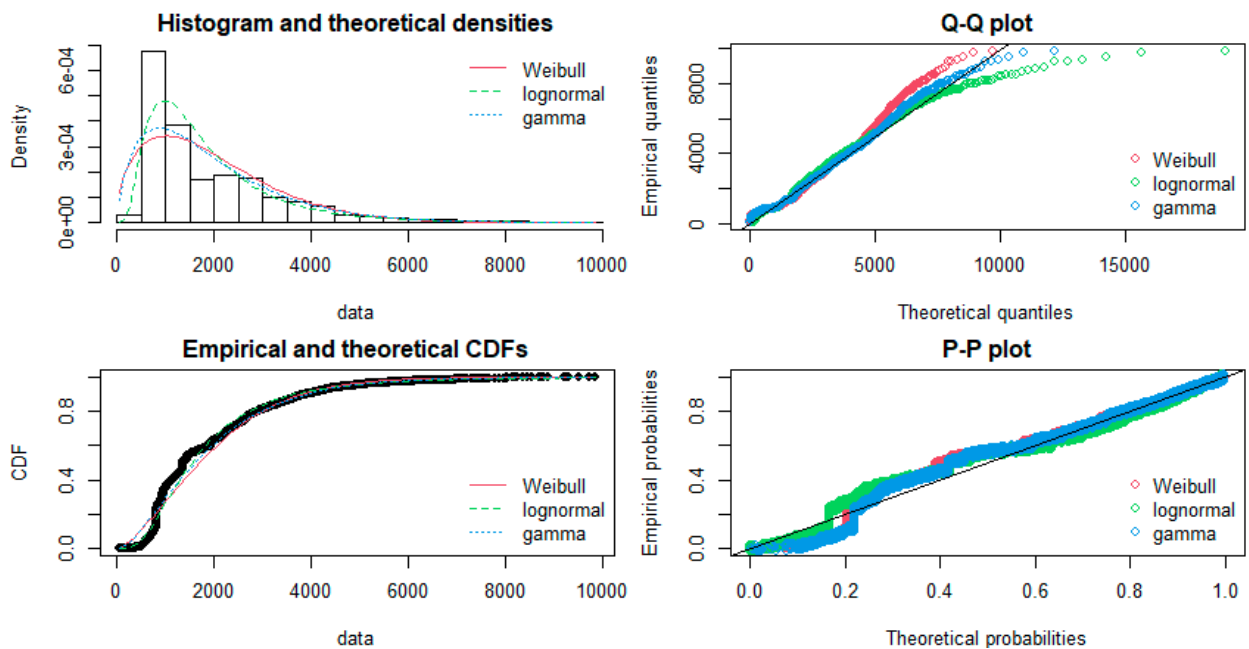 Histogram and theoretical densities
Density
6e-04
3e-04
0e+00
Weibull
lognormal
gamma
0 2000 4000 6000 8000 10000
data
Q-Q plot
Empirical quantiles
8000
4000
0
Weibull
lognormal
gamma
0 5000 10000 15000
Theoretical quantiles
Empirical and theoretical CDFs
CDF
0.8
0.4
0.0
Weibull
lognormal
gamma
0 2000 4000 6000 8000 10000
data
P-P plot
Empirical probabilities
0.8
0.4
0.0
Weibull
lognormal
gamma
0.0 0.2 0.4 0.6 0.8 1.0
Theoretical probabilities